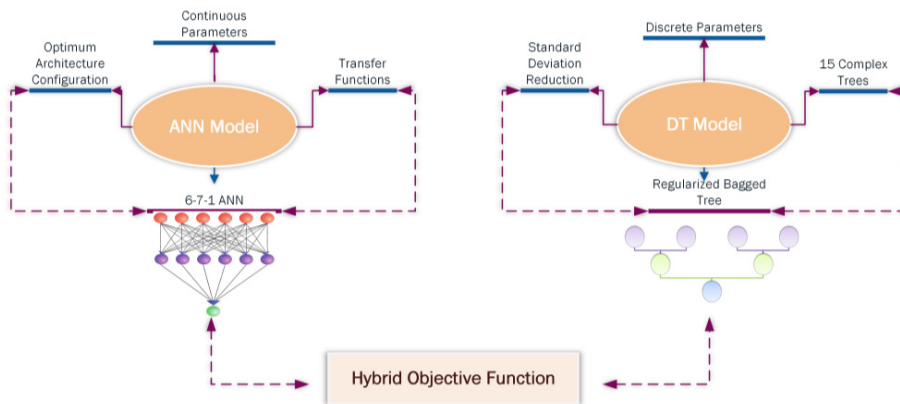 Continuous
Parameters
Optimum
Architecture
Configuration
Transfer
Functions
ANN Model
6-7-1 ANN
Discrete Parameters
Standard
Deviation
Reduction
15 Complex
Trees
DT Model
Regularized Bagged
Tree
Hybrid Objective Function